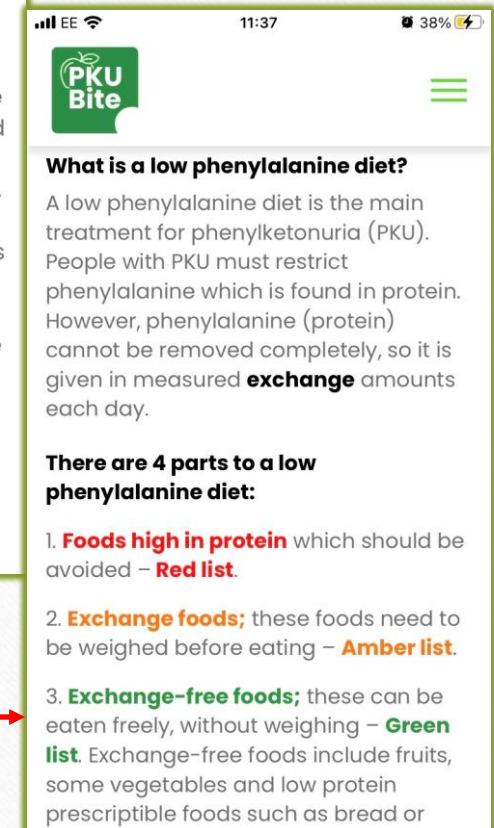 EE 11:37 38%
PKU
Bite
What is a low phenylalanine diet?
A low phenylalanine diet is the main
treatment for phenylketonuria (PKU).
People with PKU must restrict
phenylalanine which is found in protein.
However, phenylalanine (protein)
cannot be removed completely, so it is
given in measured exchange amounts
each day.
There are 4 parts to a low
phenylalanine diet:
1. Foods high in protein which should be
avoided – Red list.
2. Exchange foods; these foods need to
be weighed before eating – Amber list.
3. Exchange-free foods; these can be
eaten freely, without weighing – Green
list. Exchange-free foods include fruits,
some vegetables and low protein
prescriptible foods such as bread or